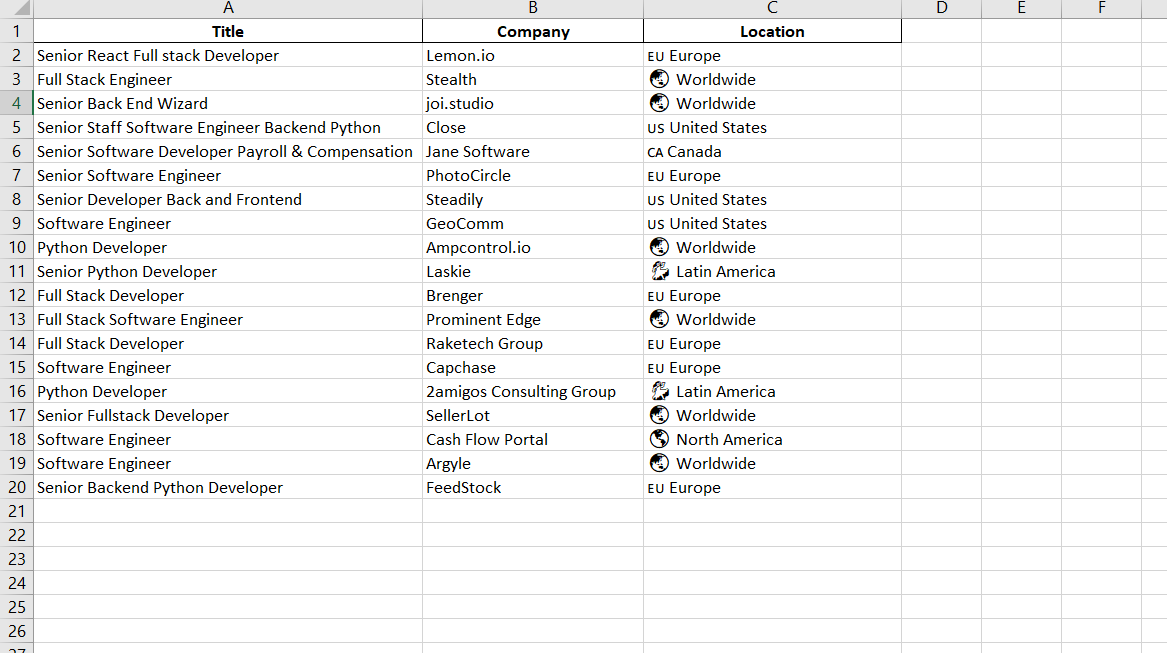 A B C D E F
1 Title Company Location
2 Senior React Full stack Developer Lemon.io EU Europe
3 Full Stack Engineer Stealth Worldwide
4 Senior Back End Wizard joi.studio Worldwide
5 Senior Staff Software Engineer Backend Python Close US United States
6 Senior Software Developer Payroll & Compensation Jane Software CA Canada
7 Senior Software Engineer PhotoCircle EU Europe
8 Senior Developer Back and Frontend Steadily US United States
9 Software Engineer GeoComm US United States
10 Python Developer Ampcontrol.io Worldwide
11 Senior Python Developer Laskie Latin America
12 Full Stack Developer Brenger EU Europe
13 Full Stack Software Engineer Prominent Edge Worldwide
14 Full Stack Developer Raketech Group EU Europe
15 Software Engineer Capchase EU Europe
16 Python Developer 2amigos Consulting Group Latin America
17 Senior Fullstack Developer SellerLot Worldwide
18 Software Engineer Cash Flow Portal North America
19 Software Engineer Argyle Worldwide
20 Senior Backend Python Developer FeedStock EU Europe
21
22
23
24
25
26
27